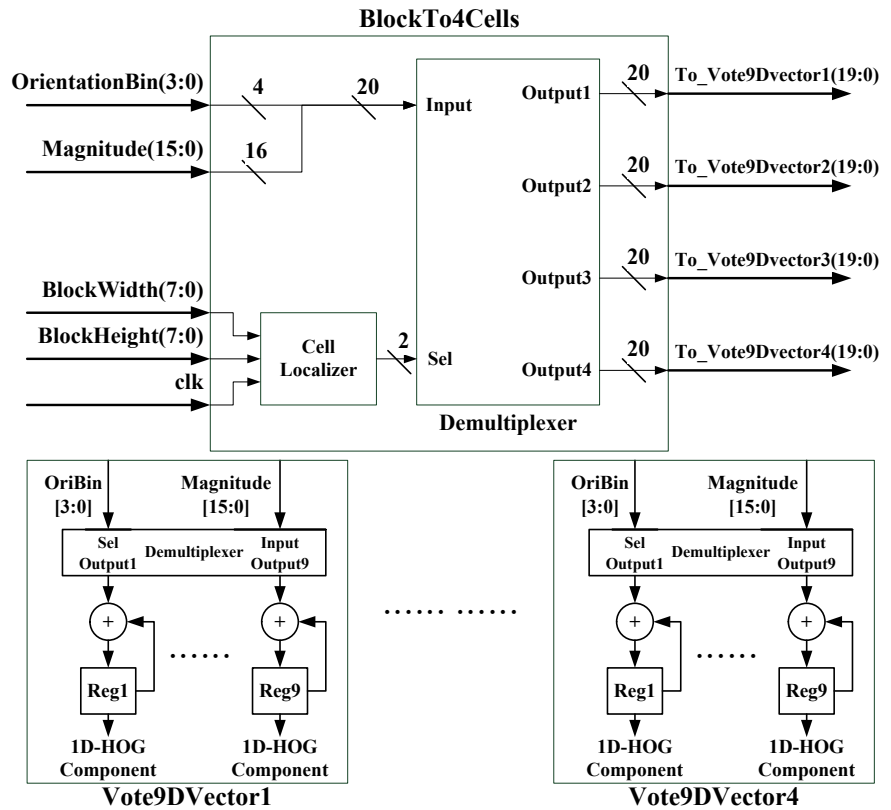 BlockTo4Cells
OrientationBin(3:0)
4
20
Input
Output1
20
To_Vote9Dvector1(19:0)
Magnitude(15:0)
16
Output2
20
To_Vote9Dvector2(19:0)
Output3
20
To_Vote9Dvector3(19:0)
BlockWidth(7:0)
BlockHeight(7:0)
clk
Cell
Localizer
2
Sel
Output4
20
To_Vote9Dvector4(19:0)
Demultiplexer
OriBin
[3:0]
Magnitude
[15:0]
Sel
Demultiplexer
Input
Output1
Output9
+
+
......
Reg1
Reg9
1D-HOG
Component
1D-HOG
Component
Vote9DVector1
...... ......
OriBin
[3:0]
Magnitude
[15:0]
Sel
Demultiplexer
Input
Output1
Output9
+
+
......
Reg1
Reg9
1D-HOG
Component
1D-HOG
Component
Vote9DVector4